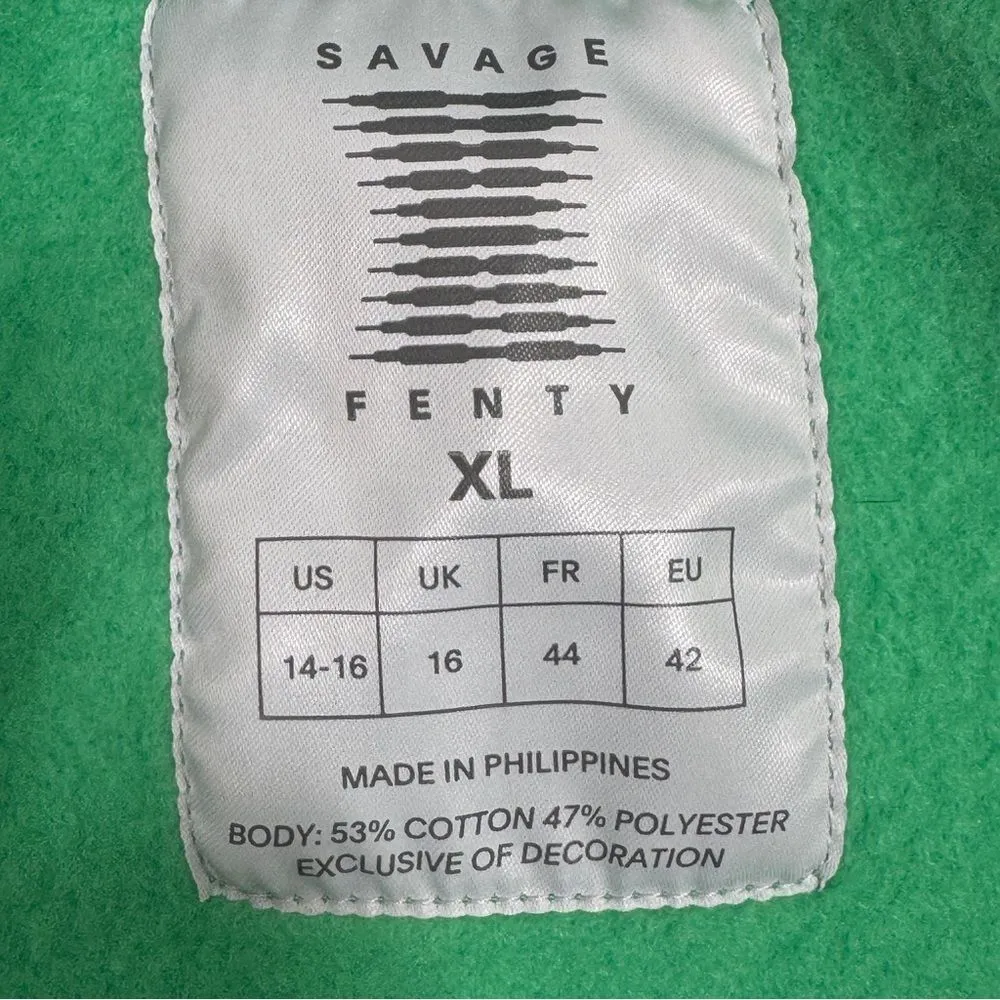 SAVAGE
FENTY
XL
US UK FR EU
14-16 16 44 42
MADE IN PHILIPPINES
BODY: 53% COTTON 47% POLYESTER
EXCLUSIVE OF DECORATION